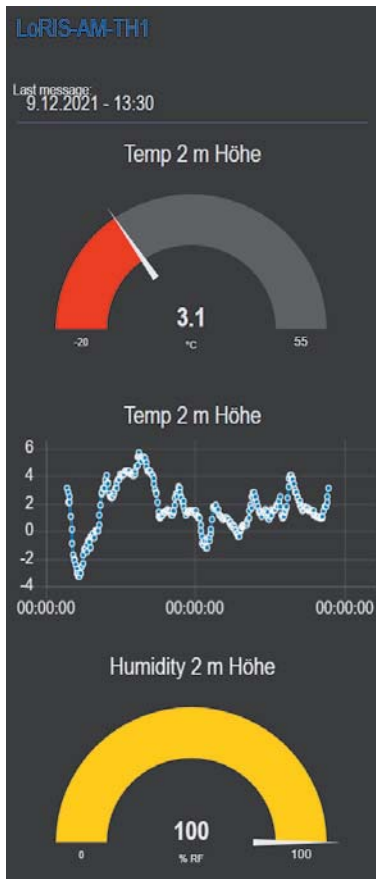 LoRIS-AM-TH1
Last message:
9.12.2021 - 13:30
Temp 2 m Höhe
3.1
-20 °C 55
Temp 2 m Höhe
6
4
2
0
-2
-4
00:00:00 00:00:00 00:00:00
Humidity 2 m Höhe
100
0 % RF 100